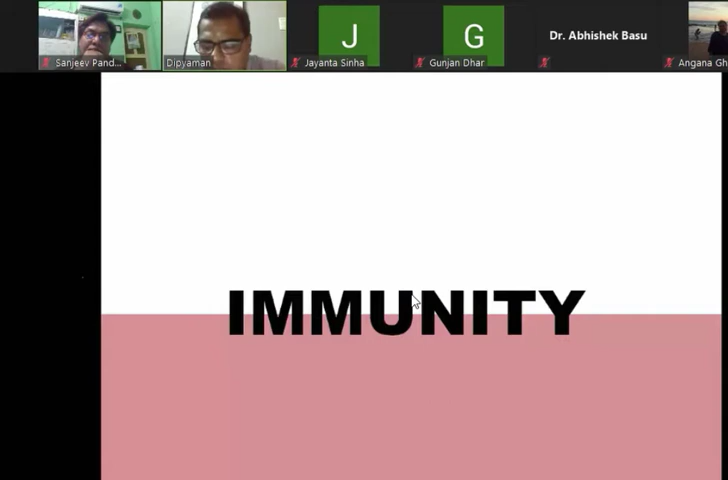 J
G
Dr. Abhishek Basu
Sanjeev Pand...
Dipyaman
Jayanta Sinha
Gunjan Dhar
Angana Gh
IMMUNITY